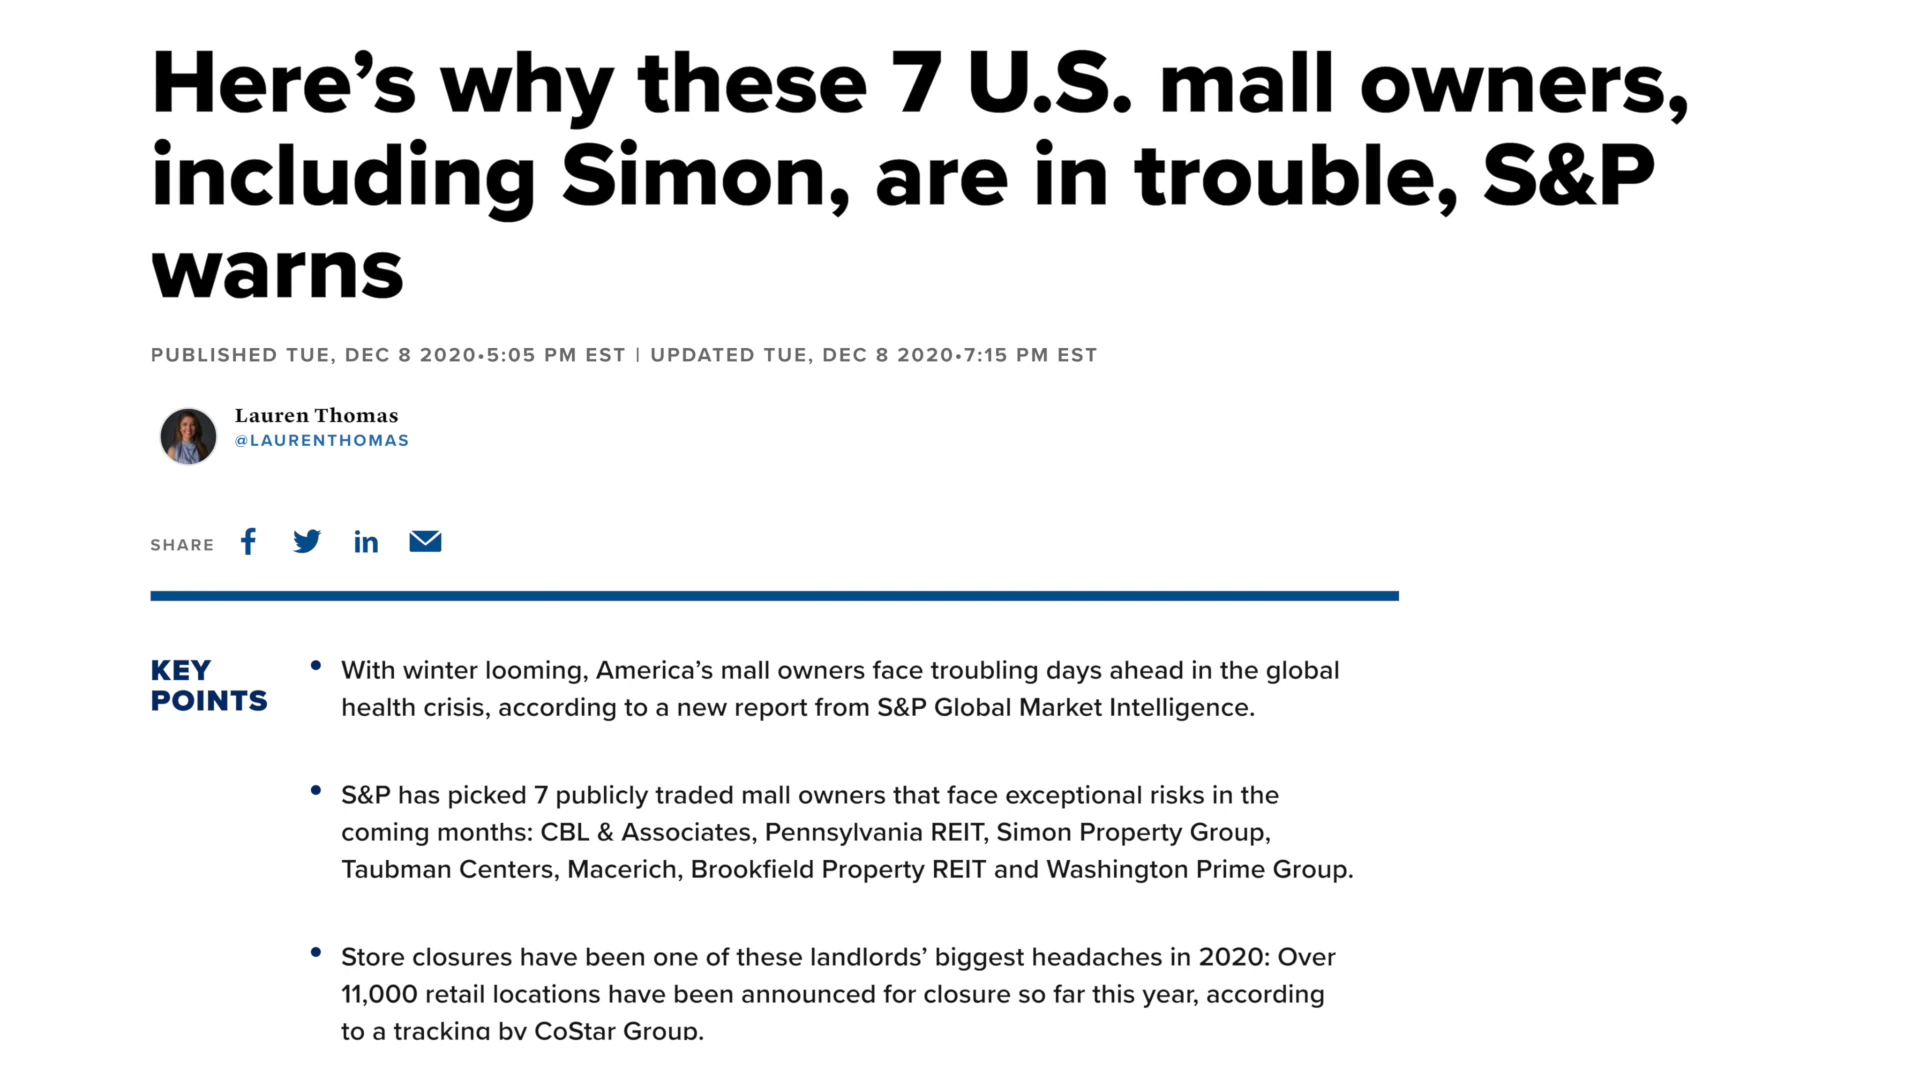 Here’s why these 7 U.S. mall owners,
including Simon, are in trouble, S&P
warns
PUBLISHED TUE, DEC 8 2020•5:05 PM EST | UPDATED TUE, DEC 8 2020•7:15 PM EST
Lauren Thomas
@LAURENTHOMAS
SHARE
KEY
POINTS
• With winter looming, America’s mall owners face troubling days ahead in the global
health crisis, according to a new report from S&P Global Market Intelligence.
• S&P has picked 7 publicly traded mall owners that face exceptional risks in the
coming months: CBL & Associates, Pennsylvania REIT, Simon Property Group,
Taubman Centers, Macerich, Brookfield Property REIT and Washington Prime Group.
• Store closures have been one of these landlords’ biggest headaches in 2020: Over
11,000 retail locations have been announced for closure so far this year, according
to a tracking by CoStar Group.